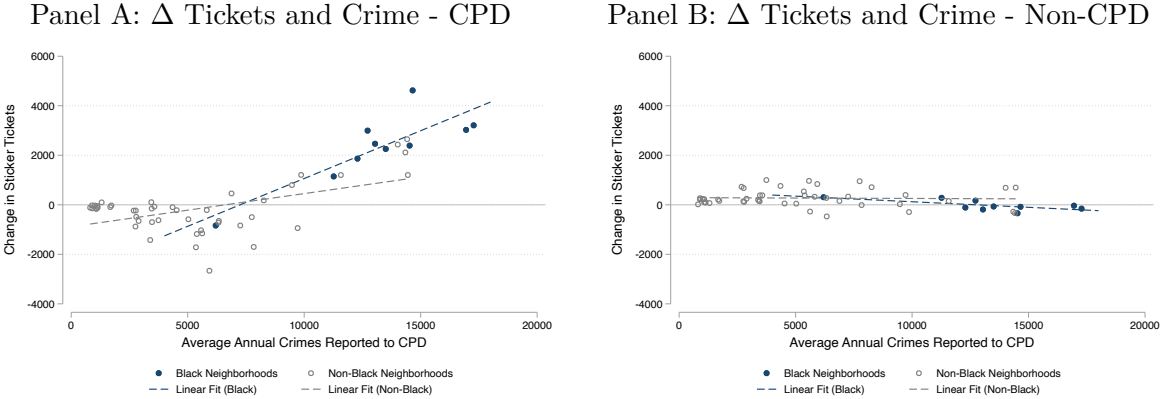 Panel A: Δ Tickets and Crime - CPD
6000
4000
2000
0
-2000
-4000
Change in Sticker Tickets
0 5000 10000 15000 20000
Average Annual Crimes Reported to CPD
Black Neighborhoods Non-Black Neighborhoods
Linear Fit (Black) Linear Fit (Non-Black)
Panel B: Δ Tickets and Crime - Non-CPD
6000
4000
2000
0
-2000
-4000
Change in Sticker Tickets
0 5000 10000 15000 20000
Average Annual Crimes Reported to CPD
Black Neighborhoods Non-Black Neighborhoods
Linear Fit (Black) Linear Fit (Non-Black)